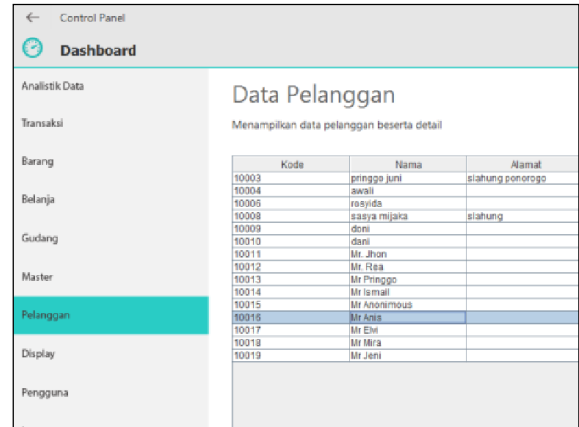 Control Panel
Dashboard
Analistik Data
Transaksi
Barang
Belanja
Gudang
Master
Pelanggan
Display
Pengguna
Data Pelanggan
Menampilkan data pelanggan beserta detail
Kode Nama Alamat
10003 pringgo juni slahung ponorogo
10004 awali
10006 rosyida
10008 sasya mijaka slahung
10009 doni
10010 dani
10011 Mr. Jhon
10012 Mr. Rea
10013 Mr Pringgo
10014 Mr Ismail
10015 Mr Anonimous
10016 Mr Anis
10017 Mr Elvi
10018 Mr Mira
10019 Mr Jeni